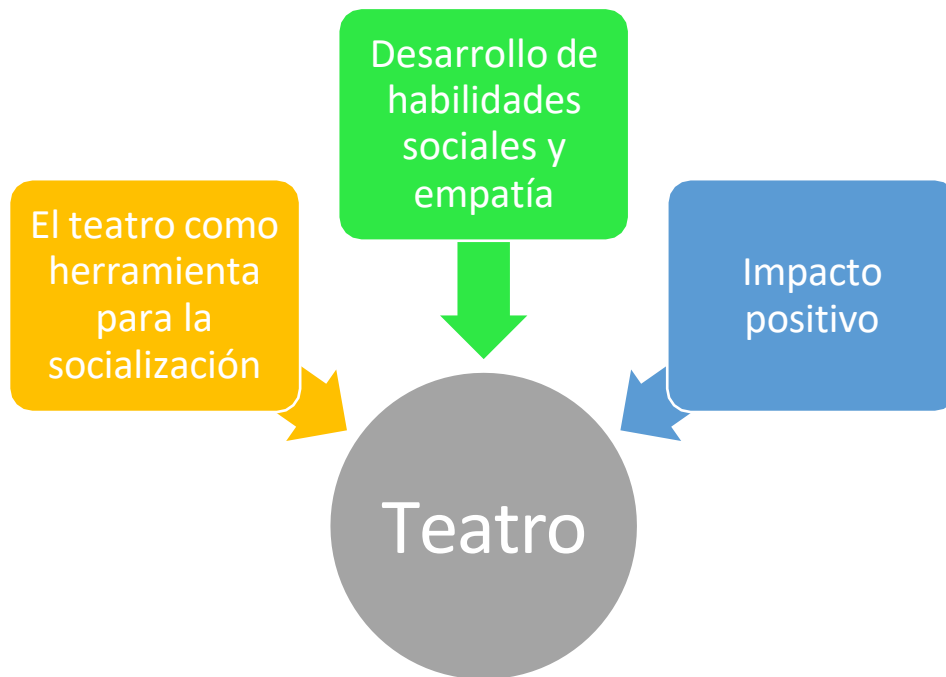 El teatro como
herramienta
para la
socialización
Desarrollo de
habilidades
sociales y
empatía
Impacto
positivo
Teatro